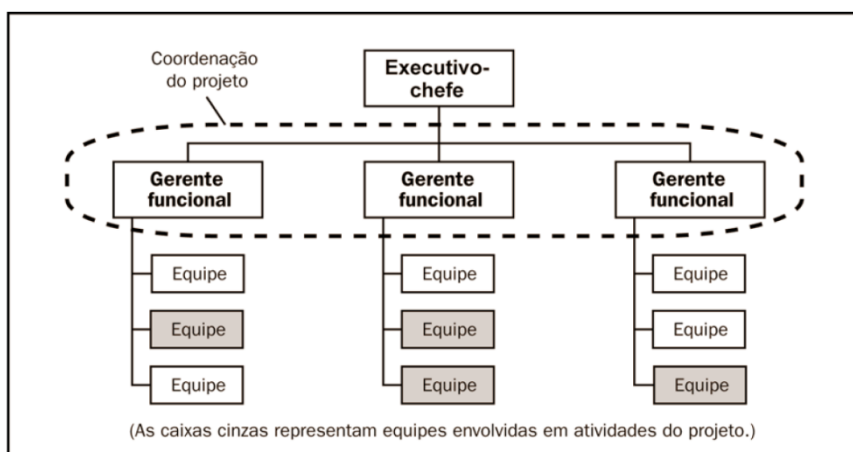 Coordenação
do projeto
Executivo-
chefe
Gerente
funcional
Gerente
funcional
Gerente
funcional
Equipe
Equipe
Equipe
Equipe
Equipe
Equipe
Equipe
Equipe
Equipe
(As caixas cinzas representam equipes envolvidas em atividades do projeto.)